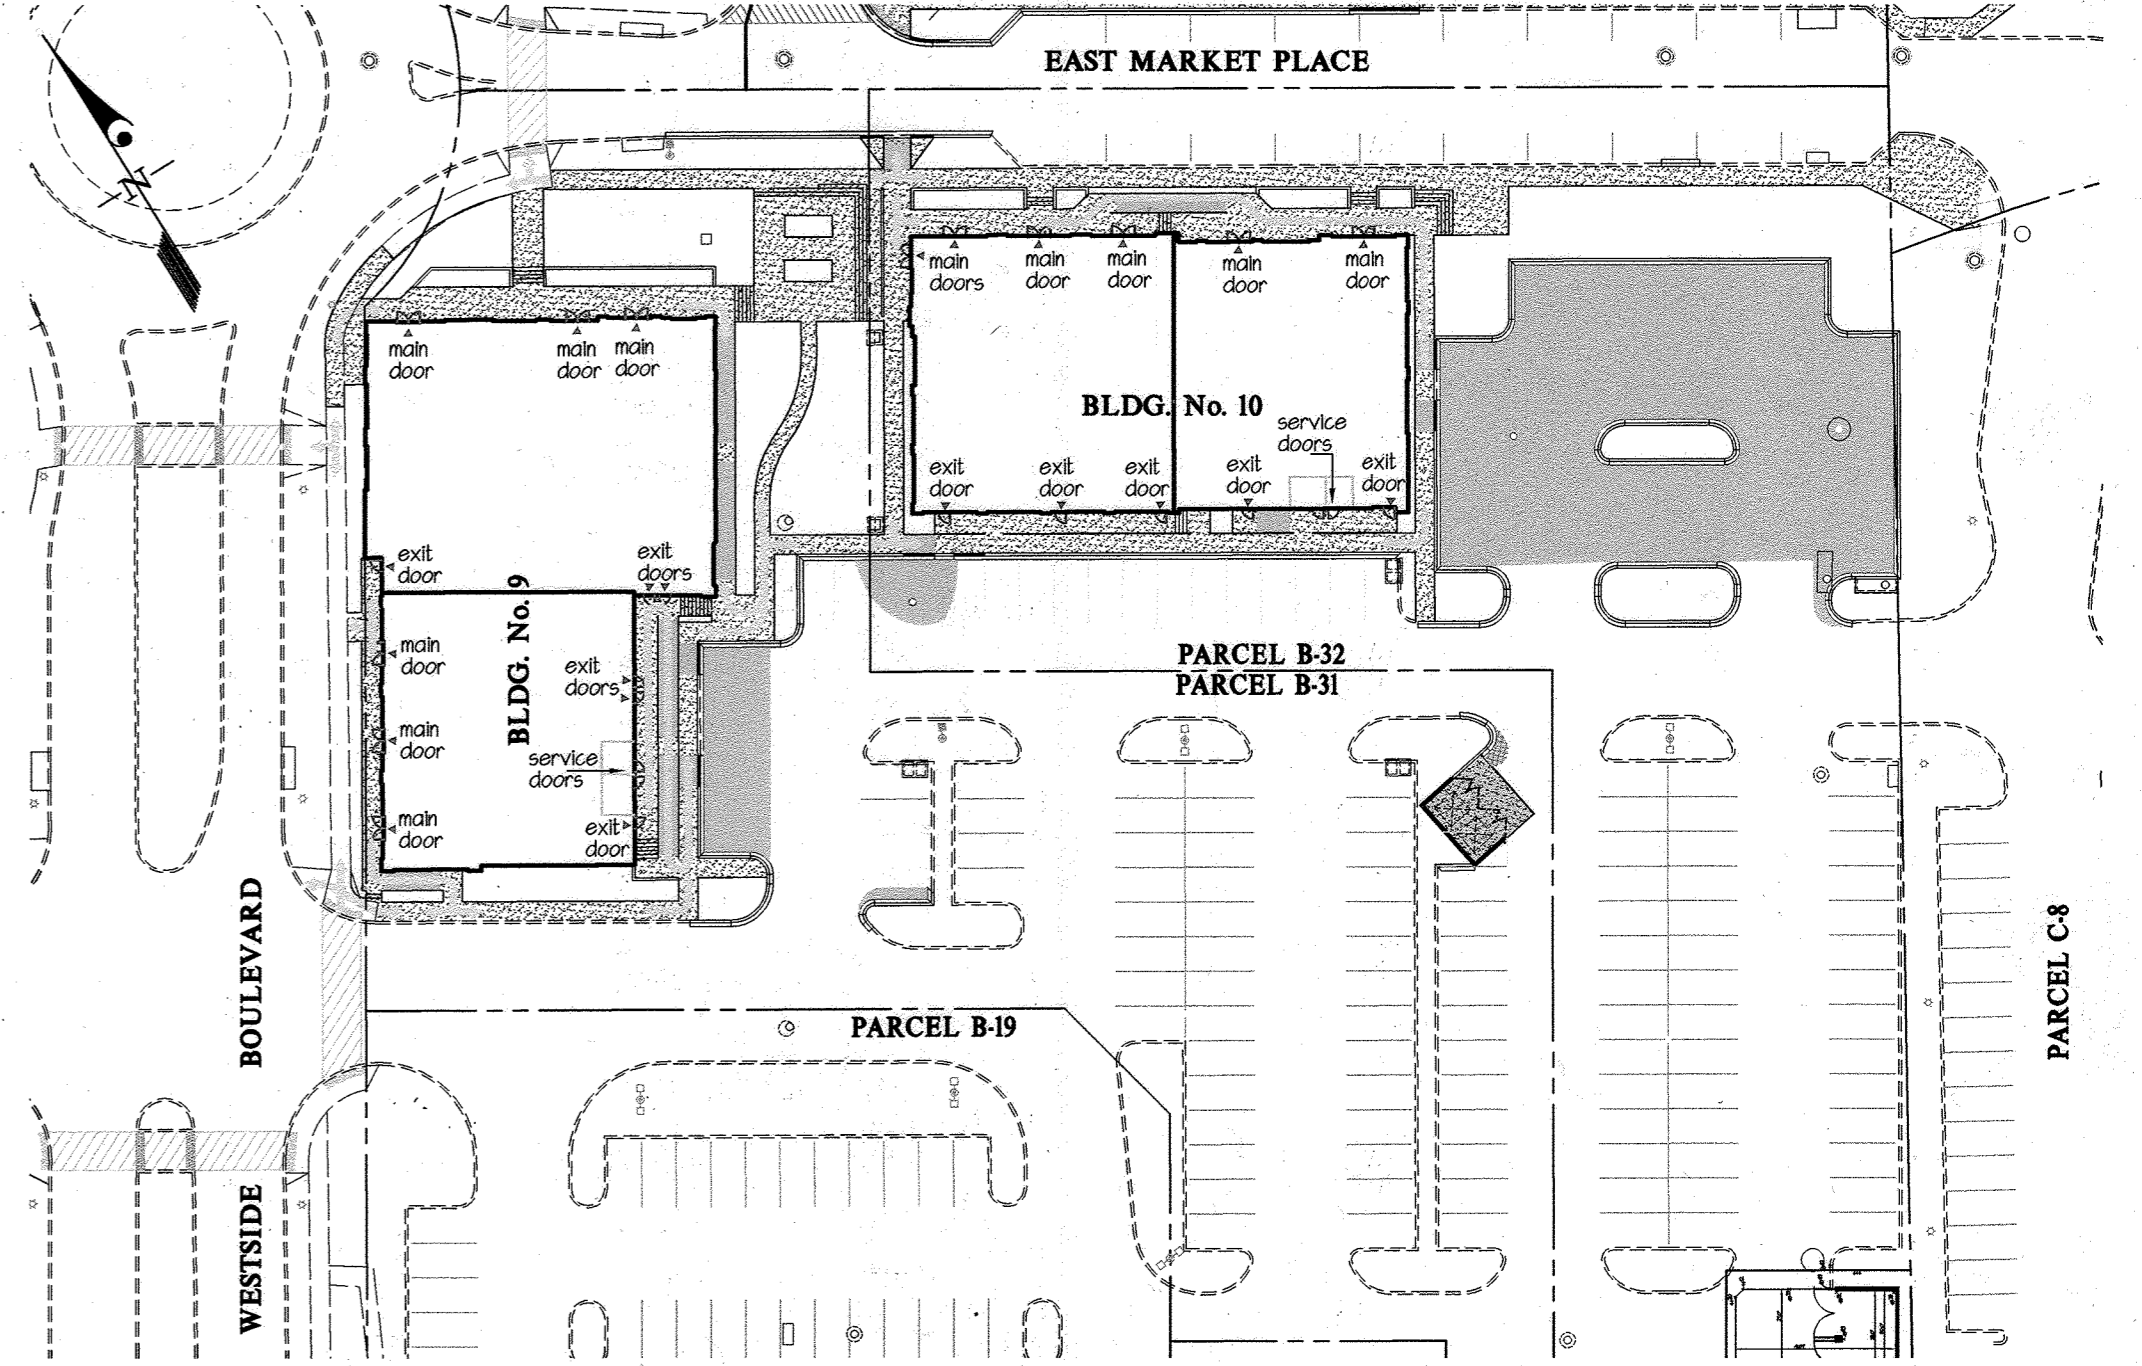 EAST MARKET PLACE
N
main
doors
main
door
main
door
main
door
main
door
main
door
main
door
main
door
BLDG. No. 10
service
doors
exit
door
exit
door
exit
door
exit
door
exit
door
exit
door
exit
doors
BLDG. No. 9
main
door
exit
doors
main
door
service
doors
main
door
exit
door
PARCEL B-32
PARCEL B-31
PARCEL B-19
PARCEL C-8
WESTSIDE BOULEVARD